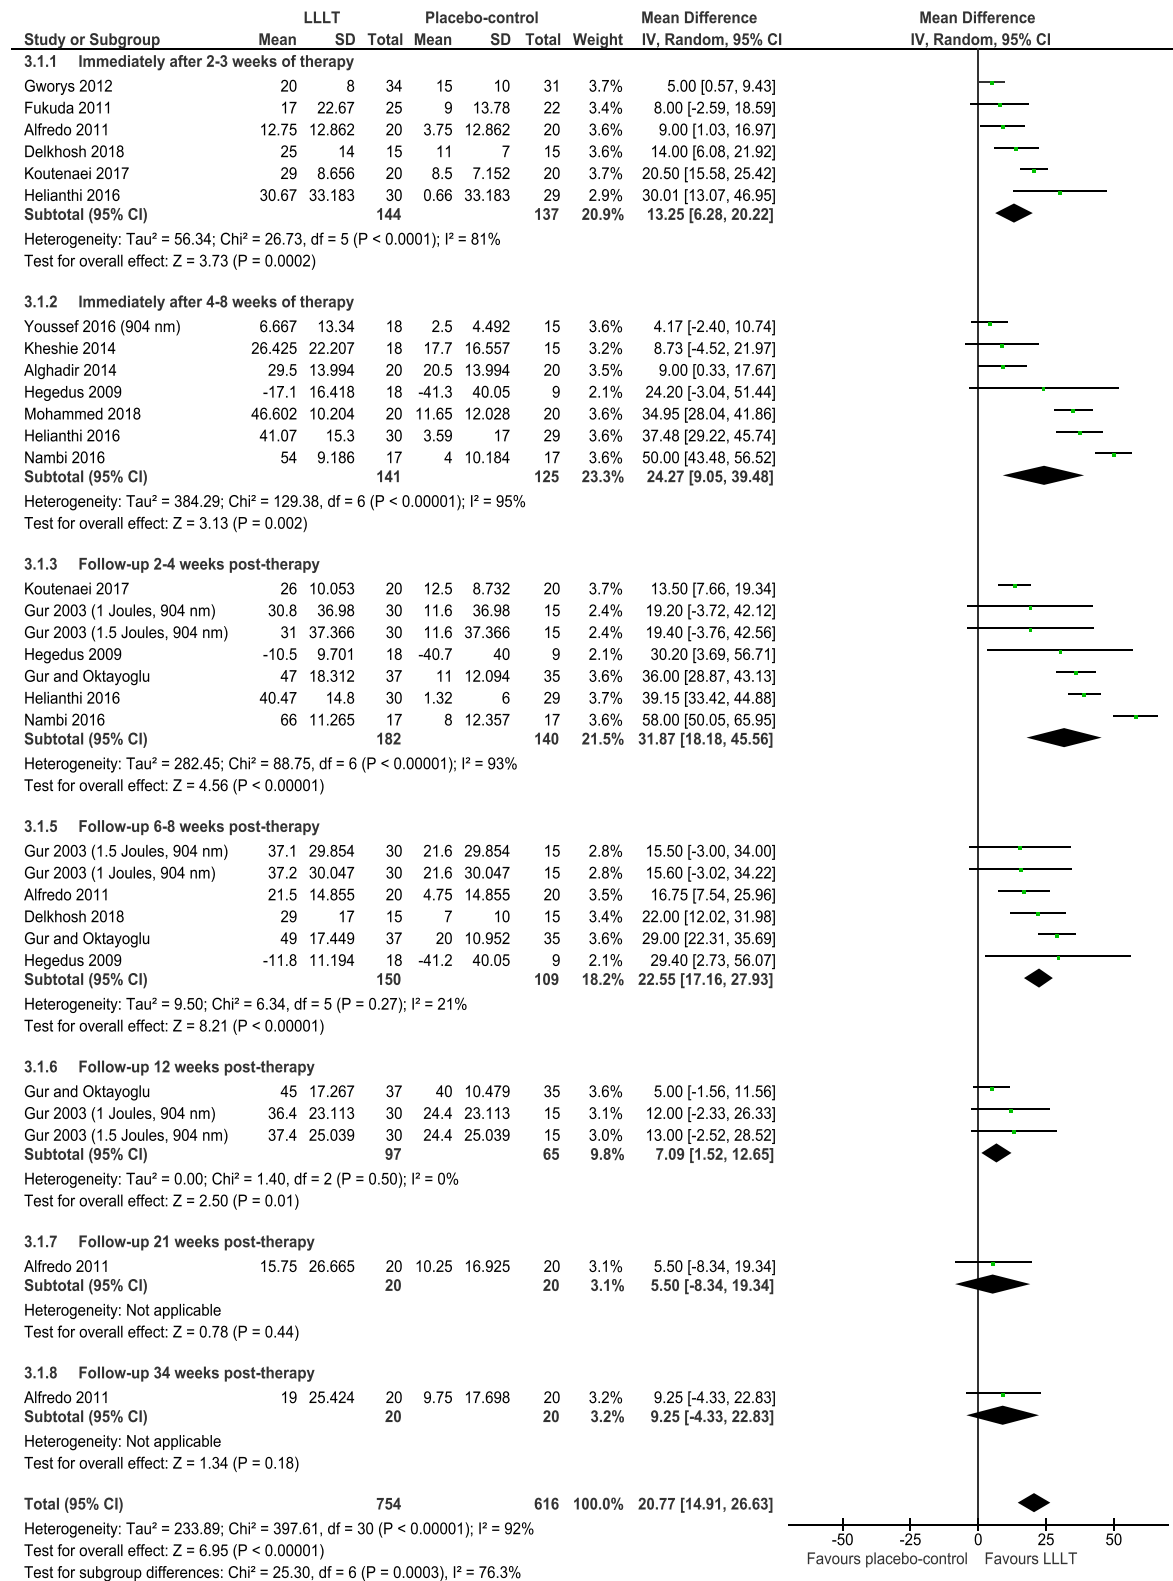 LLLT Placebo-control Mean Difference Mean Difference
Study or Subgroup Mean SD Total Mean SD Total Weight IV, Random, 95% CI IV, Random, 95% CI
3.1.1 Immediately after 2-3 weeks of therapy
Gworys 2012 20 8 34 15 10 31 3.7% 5.00 [0.57, 9.43]
Fukuda 2011 17 22.67 25 9 13.78 22 3.4% 8.00 [-2.59, 18.59]
Alfredo 2011 12.75 12.862 20 3.75 12.862 20 3.6% 9.00 [1.03, 16.97]
Delkhosh 2018 25 14 15 11 7 15 3.6% 14.00 [6.08, 21.92]
Koutenaei 2017 29 8.656 20 8.5 7.152 20 3.6% 20.50 [15.58, 25.42]
Helianthi 2016 30.67 33.183 30 0.66 33.183 29 2.9% 30.01 [13.07, 46.95]
Subtotal (95% CI) 144 137 20.9% 13.25 [6.28, 20.22]
Heterogeneity: Tau² = 56.34; Chi² = 26.73, df = 5 (P < 0.0001); I² = 81%
Test for overall effect: Z = 3.73 (P = 0.0002)
3.1.2 Immediately after 4-8 weeks of therapy
Youssef 2016 (904 nm) 6.667 13.34 18 2.5 4.492 15 3.6% 4.17 [-2.40, 10.74]
Kheshie 2014 26.425 22.207 18 17.7 16.557 15 3.2% 8.73 [-4.52, 21.97]
Alghadir 2014 29.5 13.994 20 20.5 13.994 20 3.5% 9.00 [0.33, 17.67]
Hegedus 2009 -17.1 16.418 18 -41.3 40.05 9 2.1% 24.20 [-3.04, 51.44]
Mohammed 2018 46.602 10.204 20 11.65 12.028 20 3.6% 34.95 [28.04, 41.86]
Helianthi 2016 41.07 15.3 30 3.59 17 29 3.6% 37.48 [29.22, 45.74]
Nambi 2016 54 9.186 17 4 10.184 17 3.6% 50.00 [43.48, 56.52]
Subtotal (95% CI) 141 125 23.3% 24.27 [9.05, 39.48]
Heterogeneity: Tau² = 384.29; Chi² = 129.38, df = 6 (P < 0.00001); I² = 95%
Test for overall effect: Z = 3.13 (P = 0.002)
3.1.3 Follow-up 2-4 weeks post-therapy
Koutenaei 2017 26 10.053 20 12.5 8.732 20 3.7% 13.50 [7.66, 19.34]
Gur 2003 (1 Joules, 904 nm) 30.8 36.98 30 11.6 36.98 15 2.4% 19.20 [-3.72, 42.12]
Gur 2003 (1.5 Joules, 904 nm) 31 37.366 30 11.6 37.366 15 2.4% 19.40 [-3.76, 42.56]
Hegedus 2009 -10.5 9.701 18 -40.7 40 9 2.1% 30.20 [3.69, 56.71]
Gur and Oktayoglu 47 18.312 37 11 12.094 35 3.6% 36.00 [28.87, 43.13]
Helianthi 2016 40.47 14.8 30 1.32 6 29 3.7% 39.15 [33.42, 44.88]
Nambi 2016 66 11.265 17 8 12.357 17 3.6% 58.00 [50.05, 65.95]
Subtotal (95% CI) 182 140 21.5% 31.87 [18.18, 45.56]
Heterogeneity: Tau² = 282.45; Chi² = 88.75, df = 6 (P < 0.00001); I² = 93%
Test for overall effect: Z = 4.56 (P < 0.00001)
3.1.5 Follow-up 6-8 weeks post-therapy
Gur 2003 (1.5 Joules, 904 nm) 37.1 29.854 30 21.6 29.854 15 2.8% 15.50 [-3.00, 34.00]
Gur 2003 (1 Joules, 904 nm) 37.2 30.047 30 21.6 30.047 15 2.8% 15.60 [-3.02, 34.22]
Alfredo 2011 21.5 14.855 20 4.75 14.855 20 3.5% 16.75 [7.54, 25.96]
Delkhosh 2018 29 17 15 7 10 15 3.4% 22.00 [12.02, 31.98]
Gur and Oktayoglu 49 17.449 37 20 10.952 35 3.6% 29.00 [22.31, 35.69]
Hegedus 2009 -11.8 11.194 18 -41.2 40.05 9 2.1% 29.40 [2.73, 56.07]
Subtotal (95% CI) 150 109 18.2% 22.55 [17.16, 27.93]
Heterogeneity: Tau² = 9.50; Chi² = 6.34, df = 5 (P = 0.27); I² = 21%
Test for overall effect: Z = 8.21 (P < 0.00001)
3.1.6 Follow-up 12 weeks post-therapy
Gur and Oktayoglu 45 17.267 37 40 10.479 35 3.6% 5.00 [-1.56, 11.56]
Gur 2003 (1 Joules, 904 nm) 36.4 23.113 30 24.4 23.113 15 3.1% 12.00 [-2.33, 26.33]
Gur 2003 (1.5 Joules, 904 nm) 37.4 25.039 30 24.4 25.039 15 3.0% 13.00 [-2.52, 28.52]
Subtotal (95% CI) 97 65 9.8% 7.09 [1.52, 12.65]
Heterogeneity: Tau² = 0.00; Chi² = 1.40, df = 2 (P = 0.50); I² = 0%
Test for overall effect: Z = 2.50 (P = 0.01)
3.1.7 Follow-up 21 weeks post-therapy
Alfredo 2011 15.75 26.665 20 10.25 16.925 20 3.1% 5.50 [-8.34, 19.34]
Subtotal (95% CI) 20 20 3.1% 5.50 [-8.34, 19.34]
Heterogeneity: Not applicable
Test for overall effect: Z = 0.78 (P = 0.44)
3.1.8 Follow-up 34 weeks post-therapy
Alfredo 2011 19 25.424 20 9.75 17.698 20 3.2% 9.25 [-4.33, 22.83]
Subtotal (95% CI) 20 20 3.2% 9.25 [-4.33, 22.83]
Heterogeneity: Not applicable
Test for overall effect: Z = 1.34 (P = 0.18)
Total (95% CI) 754 616 100.0% 20.77 [14.91, 26.63]
Heterogeneity: Tau² = 233.89; Chi² = 397.61, df = 30 (P < 0.00001); I² = 92%
Test for overall effect: Z = 6.95 (P < 0.00001)
Test for subgroup differences: Chi² = 25.30, df = 6 (P = 0.0003), I² = 76.3%
-50 -25 0 25 50
Favours placebo-control Favours LLLT